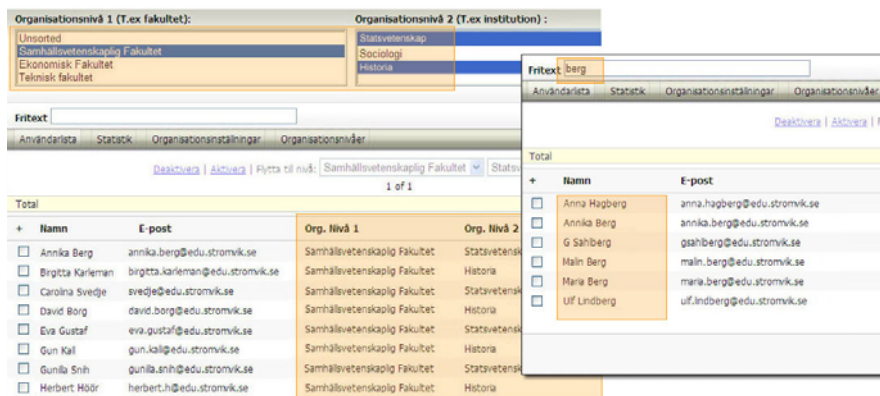 Organisationsnivå 1 (T.ex fakultet):
Organisationsnivå 2 (T.ex institution) :
Unsorted
Samhällsvetenskaplig Fakultet
Ekonomisk Fakultet
Teknisk fakultet
Statsvetenskap
Sociologi
Historia
Fritext
Användarlista Statistik Organisationsinställningar Organisationsnivåer
Deaktivera | Aktivera | Flytta till nivå: Samhällsvetenskaplig Fakultet Statsv
1 of 1
Total
+ Namn E-post Org. Nivå 1 Org. Nivå 2
Annika Berg annika.berg@edu.stromvik.se Samhällsvetenskaplig Fakultet Statsvetensk
Birgitta Karleman birgitta.karleman@edu.stromvik.se Samhällsvetenskaplig Fakultet Historia
Carolina Svedje svedje@edu.stromvik.se Samhällsvetenskaplig Fakultet Statsvetensk
David Borg david.borg@edu.stromvik.se Samhällsvetenskaplig Fakultet Historia
Eva Gustaf eva.gustaf@edu.stromvik.se Samhällsvetenskaplig Fakultet Statsvetensk
Gun Kall gun.kall@edu.stromvik.se Samhällsvetenskaplig Fakultet Historia
Gunilla Snih gunilla.snih@edu.stromvik.se Samhällsvetenskaplig Fakultet Statsvetensk
Herbert Höör herbert.h@edu.stromvik.se Samhällsvetenskaplig Fakultet Historia
Fritext berg
Användarlista Statistik Organisationsinställningar Organisationsnivåer
Deaktivera | Aktivera |
Total
+ Namn E-post
Anna Hagberg anna.hagberg@edu.stromvik.se
Annika Berg annika.berg@edu.stromvik.se
G Sahlberg gsahlberg@edu.stromvik.se
Malin Berg malin.berg@edu.stromvik.se
Maria Berg maria.berg@edu.stromvik.se
Ulf Lindberg ulf.lindberg@edu.stromvik.se